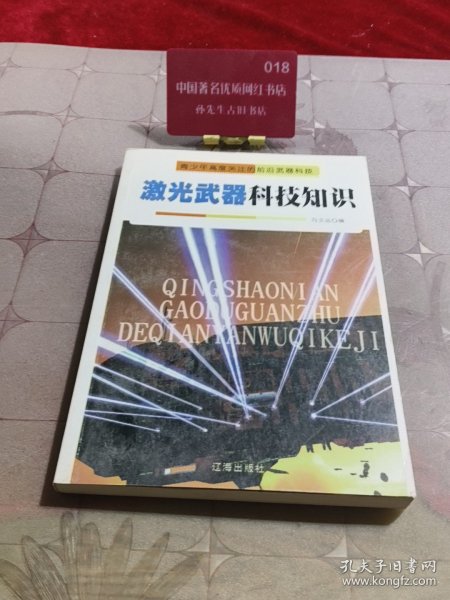 018
中国著名优质网红书店
孙先生古旧书店
青少年高度关注的前沿武器科技
激光武器科技知识
QINGSHAONIAN
GAODUGUANZHU
DEQIANYANWUQIKEJI
辽海出版社
孔夫子旧书网
www.kongfz.com